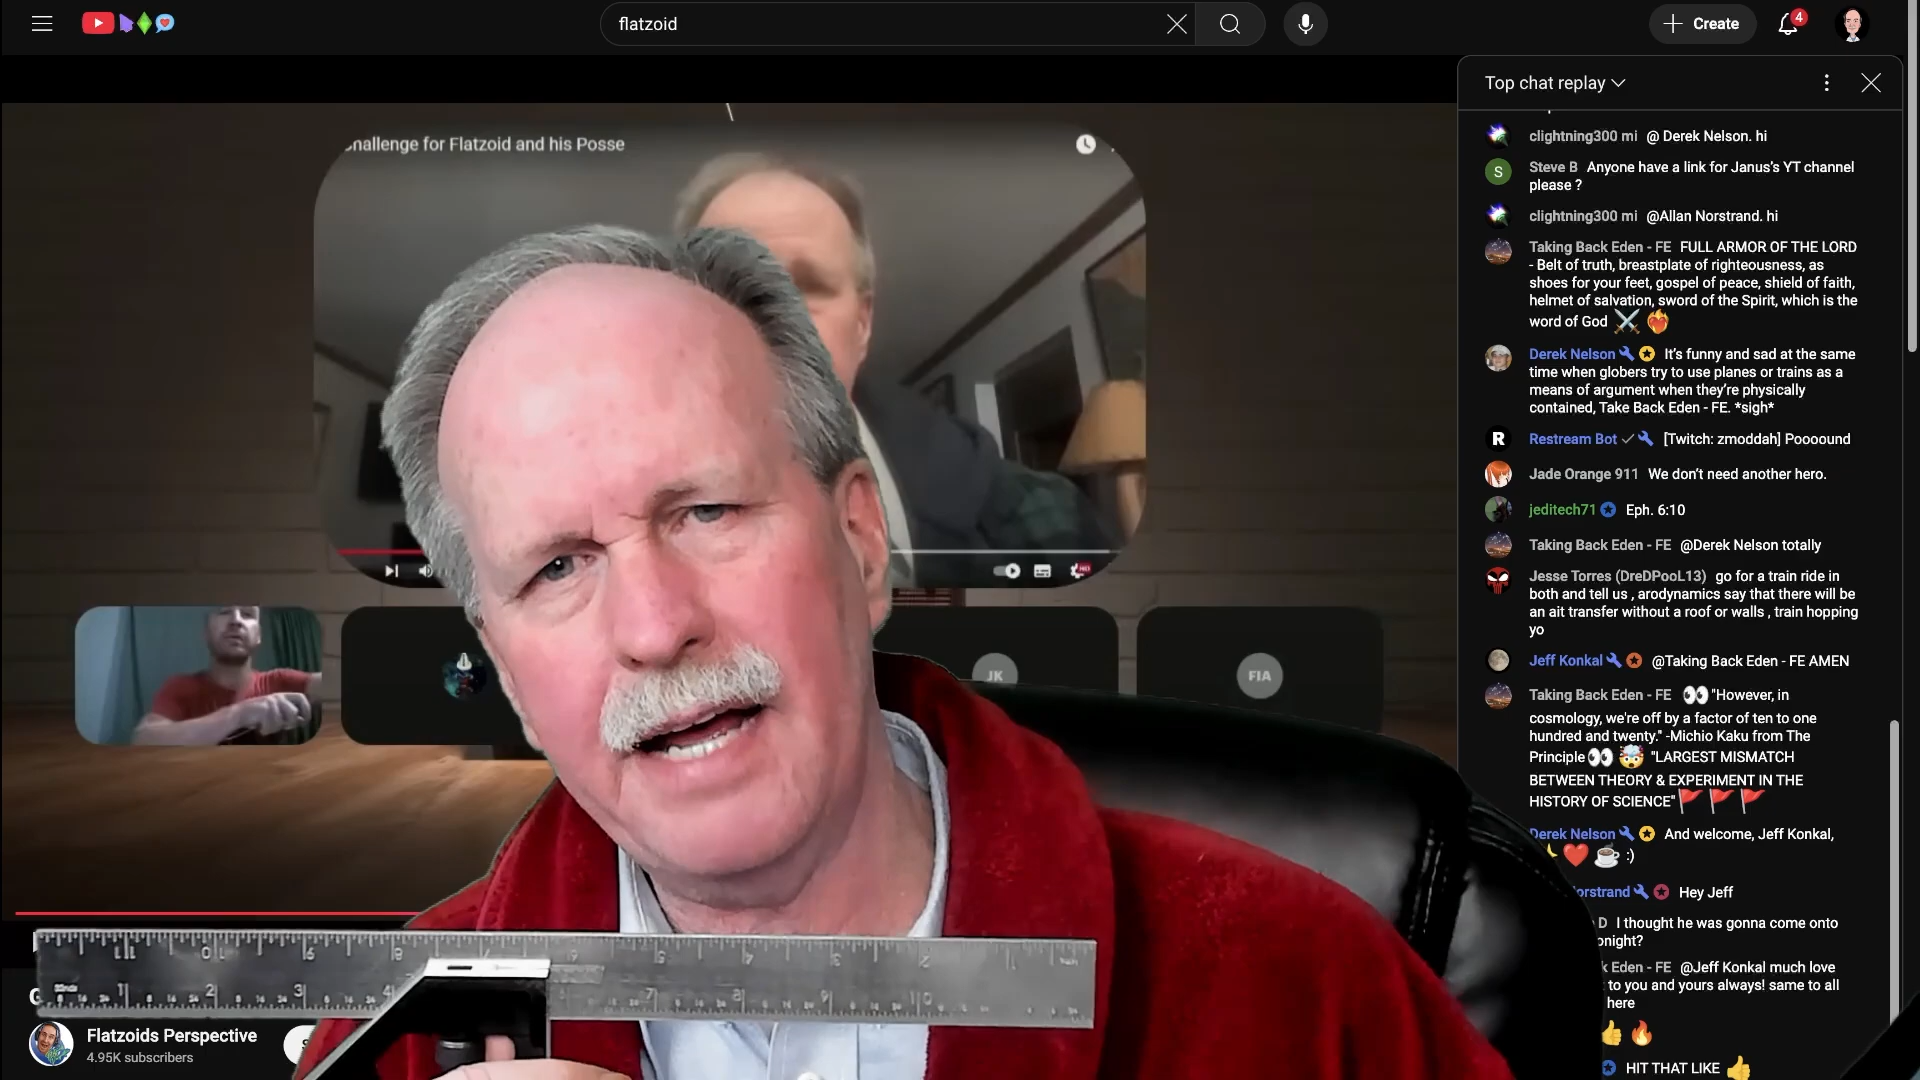 flatzoid
Create
4
Top chat replay
hallenge for Flatzoid and his Posse
clightning300 mi @ Derek Nelson. hi
S
Steve B Anyone have a link for Janus's YT channel
please ?
clightning300 mi @Allan Norstrand. hi
Taking Back Eden - FE FULL ARMOR OF THE LORD
- Belt of truth, breastplate of righteousness, as
shoes for your feet, gospel of peace, shield of faith,
helmet of salvation, sword of the Spirit, which is the
word of God ⚔️ ❤️‍🔥
Derek Nelson It's funny and sad at the same
time when globers try to use planes or trains as a
means of argument when they're physically
contained, Take Back Eden - FE. *sigh*
R
Restream Bot [Twitch: zmoddah] Poooound
Jade Orange 911 We don't need another hero.
jeditech71 Eph. 6:10
Taking Back Eden - FE @Derek Nelson totally
Jesse Torres (DreDPooL13) go for a train ride in
both and tell us , arodynamics say that there will be
an ait transfer without a roof or walls , train hopping
yo
Jeff Konkal @Taking Back Eden - FE AMEN
Taking Back Eden - FE 👀"However, in
cosmology, we're off by a factor of ten to one
hundred and twenty." -Michio Kaku from The
Principle👀 🤯 "LARGEST MISMATCH
BETWEEN THEORY & EXPERIMENT IN THE
HISTORY OF SCIENCE"🚩 🚩 🚩
Derek Nelson And welcome, Jeff Konkal,
❤️ ☕ :)
orstrand Hey Jeff
D I thought he was gonna come onto
onight?
k Eden - FE @Jeff Konkal much love
to you and yours always! same to all
here
👍 🔥
HIT THAT LIKE 👍
HD
JK
FIA
1 2 3 4 7 8 9
Flatzoids Perspective
4.95K subscribers